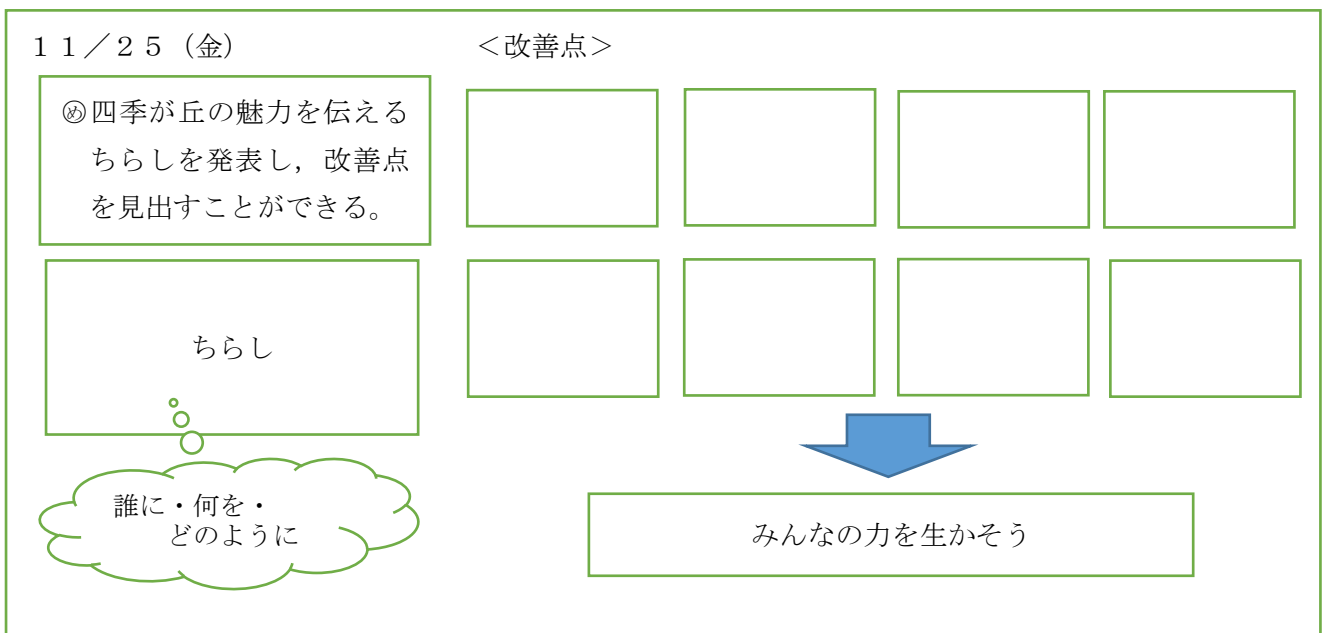 １１／２５（金）
＜改善点＞
㋱四季が丘の魅力を伝える
ちらしを発表し，改善点
を見出すことができる。
ちらし
誰に・何を・
どのように
みんなの力を生かそう